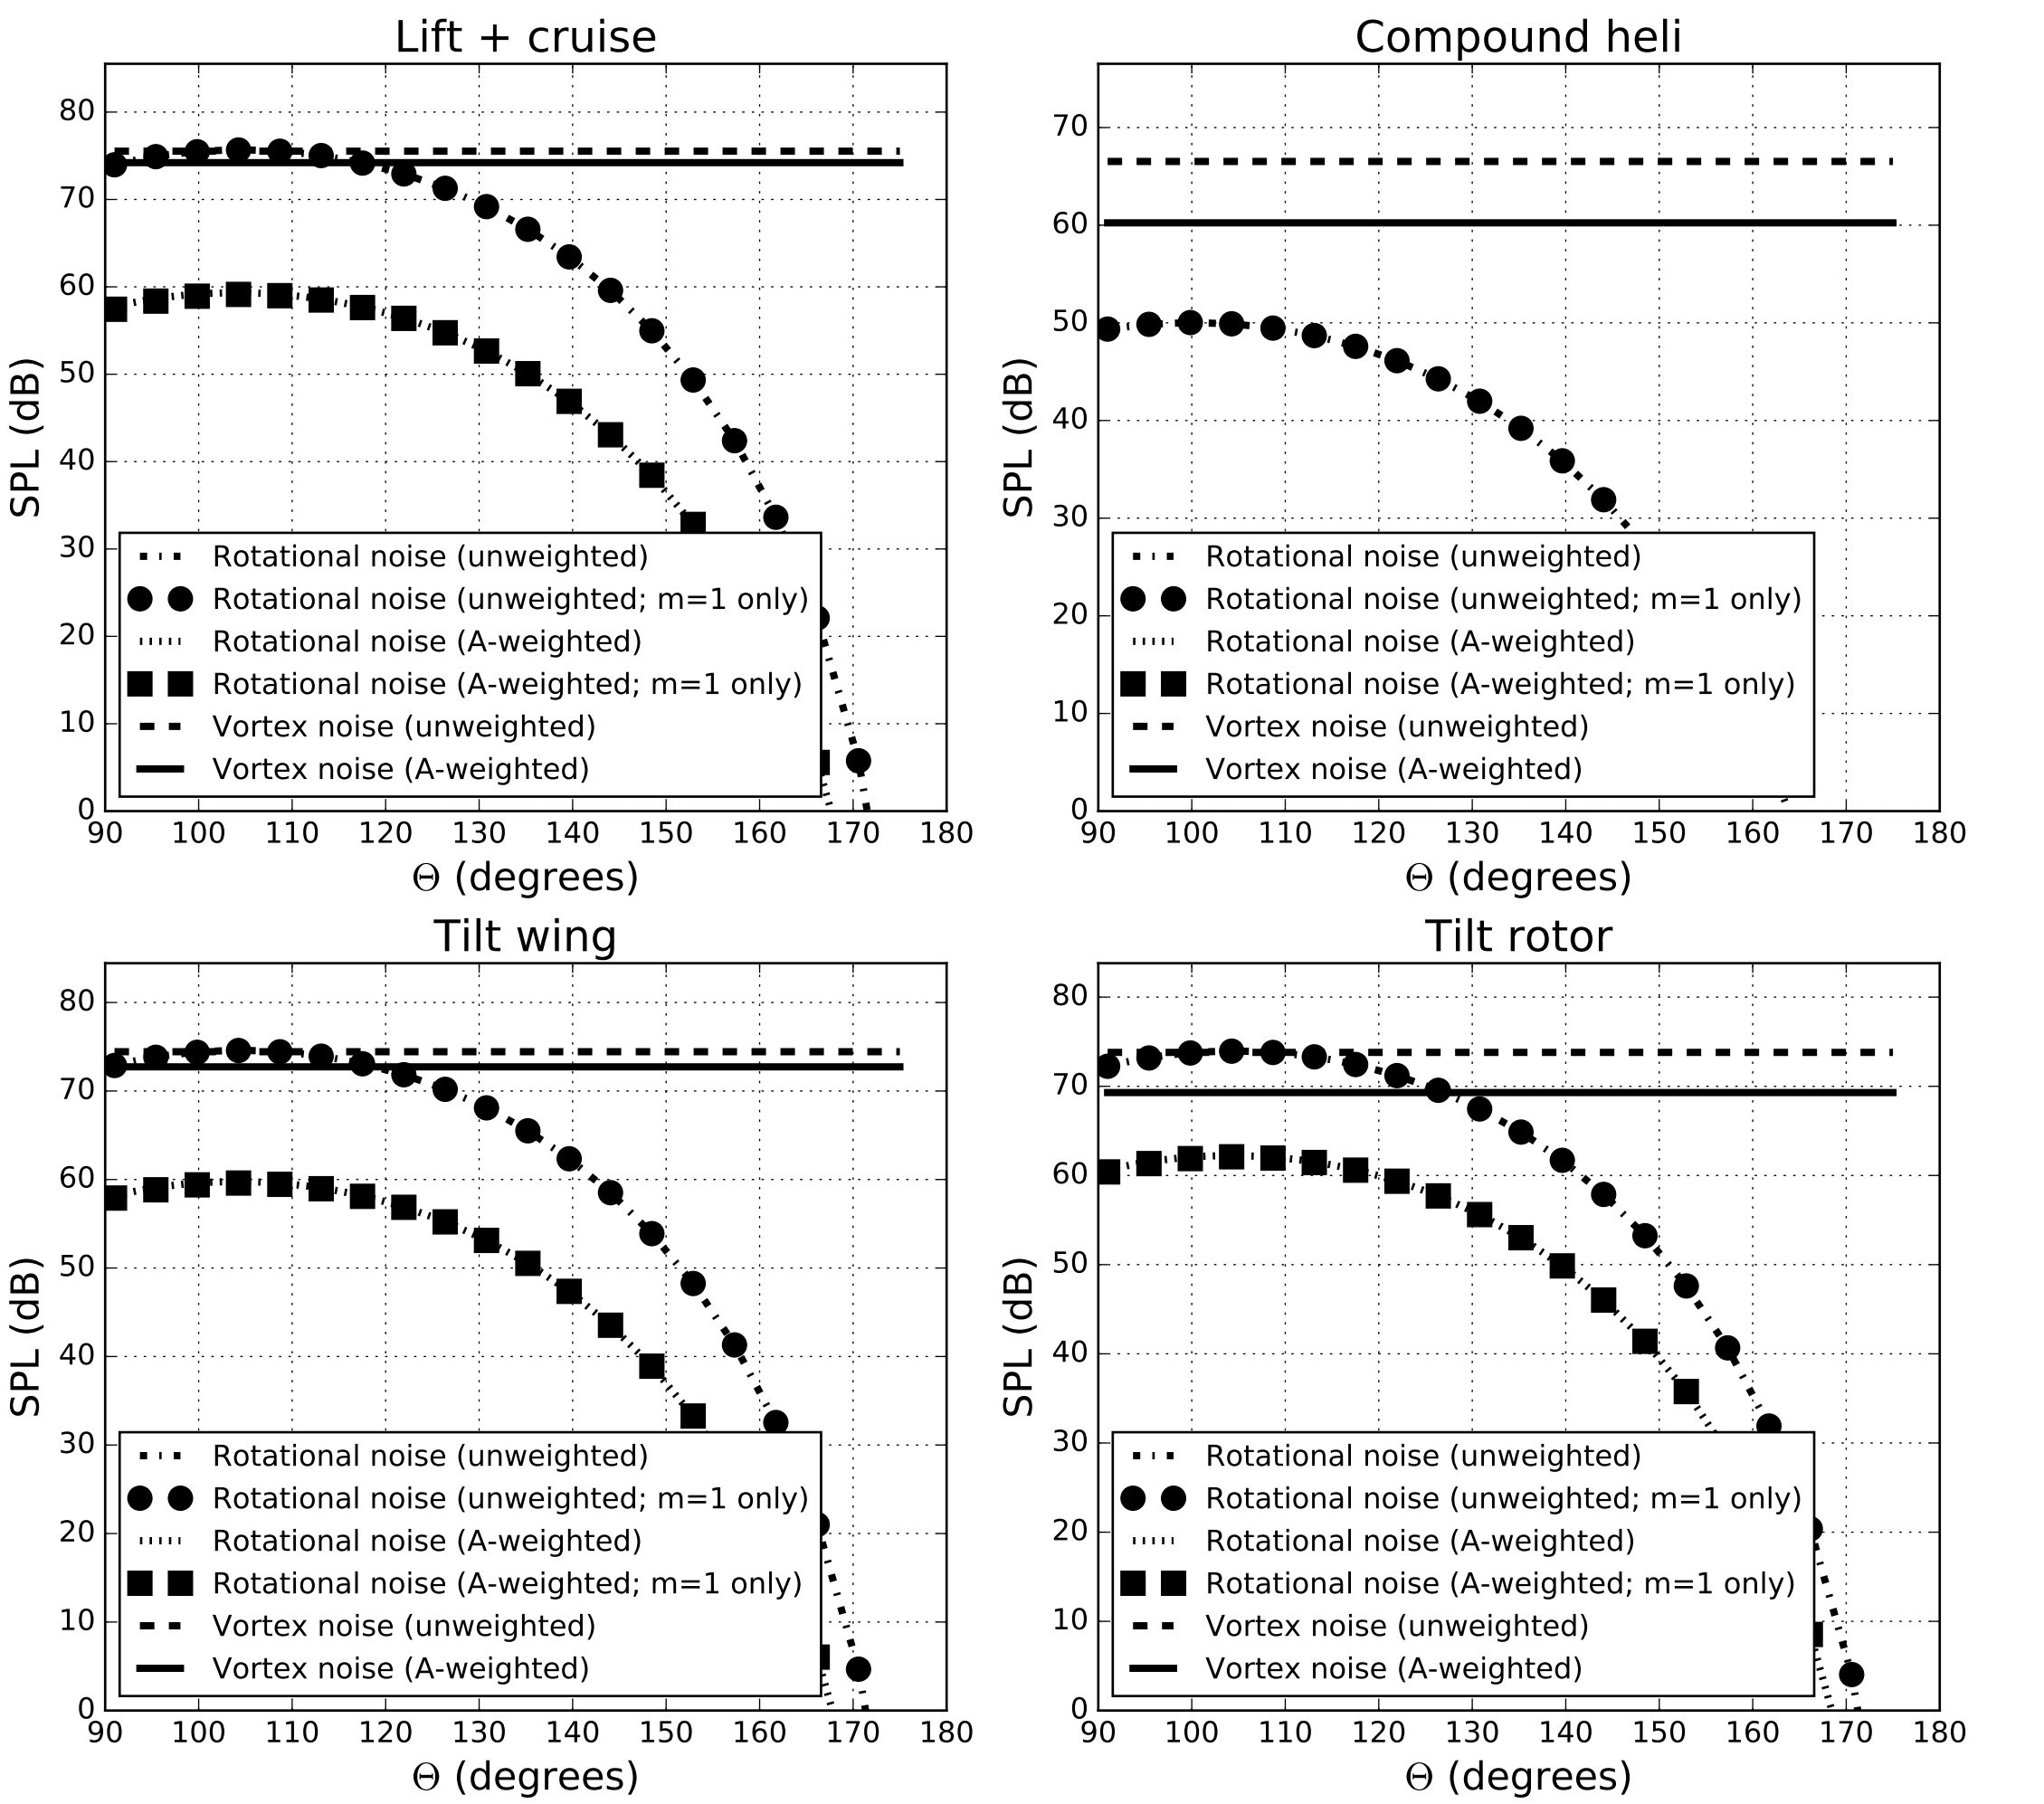 Lift + cruise
80
70
60
50
40
30
20
10
0
SPL (dB)
Rotational noise (unweighted)
Rotational noise (unweighted; m=1 only)
Rotational noise (A-weighted)
Rotational noise (A-weighted; m=1 only)
Vortex noise (unweighted)
Vortex noise (A-weighted)
90 100 110 120 130 140 150 160 170 180
Θ (degrees)
Compound heli
70
60
50
40
30
20
10
0
SPL (dB)
Rotational noise (unweighted)
Rotational noise (unweighted; m=1 only)
Rotational noise (A-weighted)
Rotational noise (A-weighted; m=1 only)
Vortex noise (unweighted)
Vortex noise (A-weighted)
90 100 110 120 130 140 150 160 170 180
Θ (degrees)
Tilt wing
80
70
60
50
40
30
20
10
0
SPL (dB)
Rotational noise (unweighted)
Rotational noise (unweighted; m=1 only)
Rotational noise (A-weighted)
Rotational noise (A-weighted; m=1 only)
Vortex noise (unweighted)
Vortex noise (A-weighted)
90 100 110 120 130 140 150 160 170 180
Θ (degrees)
Tilt rotor
80
70
60
50
40
30
20
10
0
SPL (dB)
Rotational noise (unweighted)
Rotational noise (unweighted; m=1 only)
Rotational noise (A-weighted)
Rotational noise (A-weighted; m=1 only)
Vortex noise (unweighted)
Vortex noise (A-weighted)
90 100 110 120 130 140 150 160 170 180
Θ (degrees)